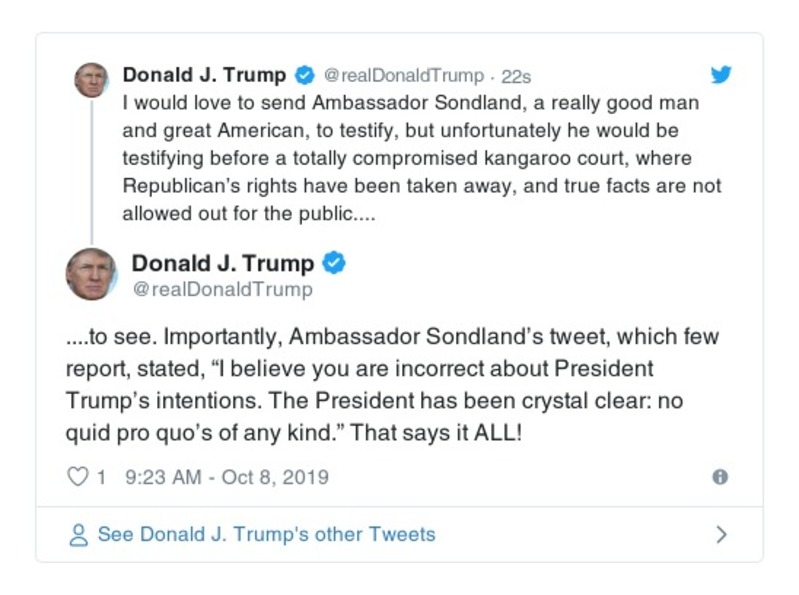 Donald J. Trump @realDonaldTrump · 22s
I would love to send Ambassador Sondland, a really good man
and great American, to testify, but unfortunately he would be
testifying before a totally compromised kangaroo court, where
Republican's rights have been taken away, and true facts are not
allowed out for the public....
Donald J. Trump
@realDonaldTrump
....to see. Importantly, Ambassador Sondland's tweet, which few
report, stated, “I believe you are incorrect about President
Trump's intentions. The President has been crystal clear: no
quid pro quo's of any kind.” That says it ALL!
1 9:23 AM - Oct 8, 2019
See Donald J. Trump's other Tweets